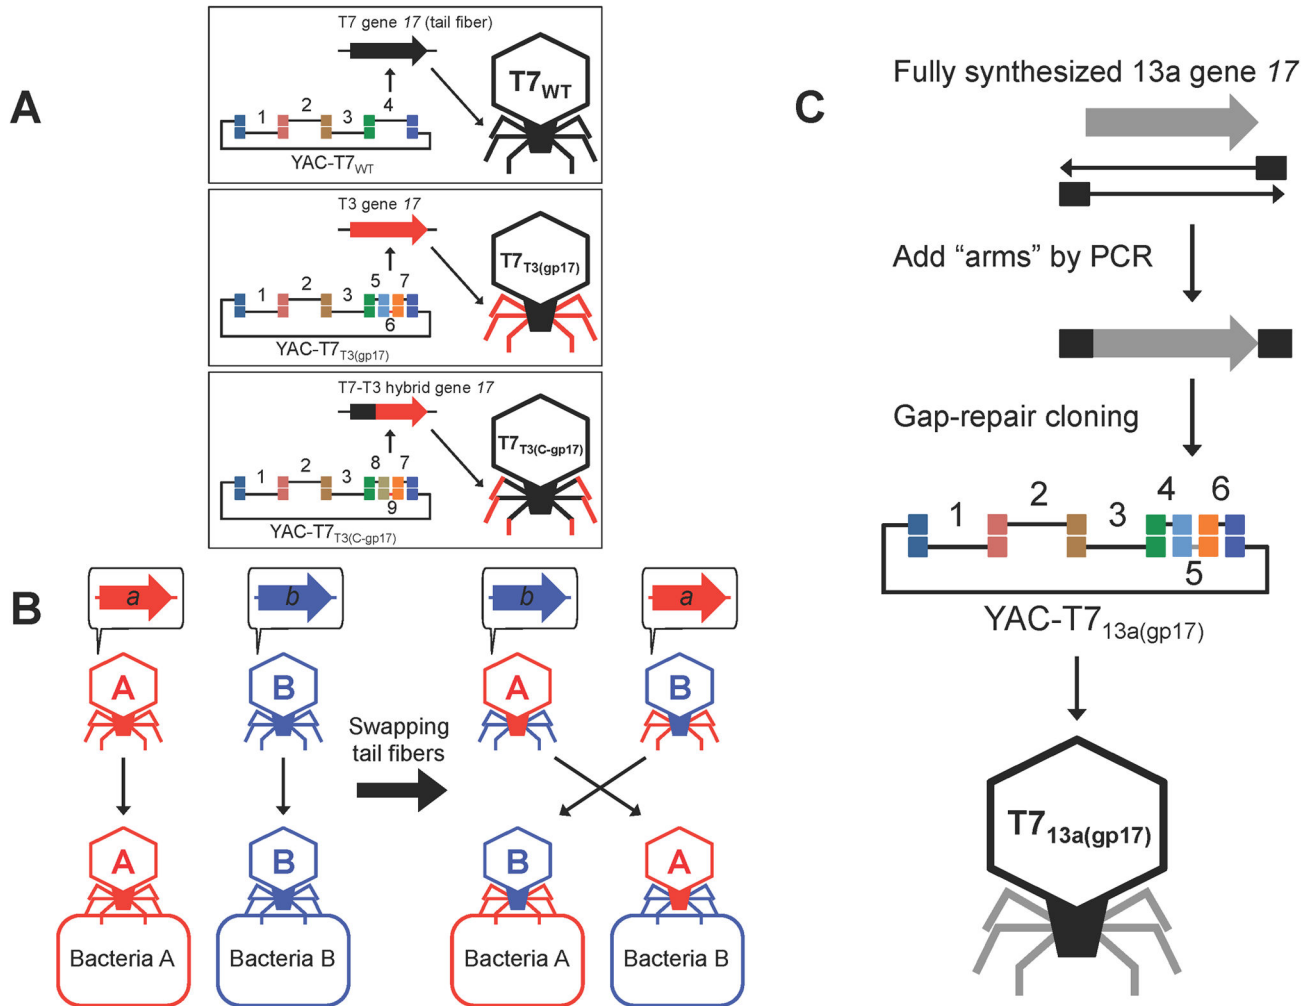 A
T7 gene 17 (tail fiber)
1 2 3 4
YAC-T7WT
T7WT
T3 gene 17
1 2 3 5 7
6
YAC-T7T3(gp17)
T7T3(gp17)
T7-T3 hybrid gene 17
1 2 3 8 7
9
YAC-T7T3(C-gp17)
T7T3(C-gp17)
B
a b b a
A B A B
Swapping
tail fibers
A B B A
Bacteria A Bacteria B Bacteria A Bacteria B
C
Fully synthesized 13a gene 17
Add “arms” by PCR
Gap-repair cloning
1 2 3 4 6
5
YAC-T713a(gp17)
T713a(gp17)